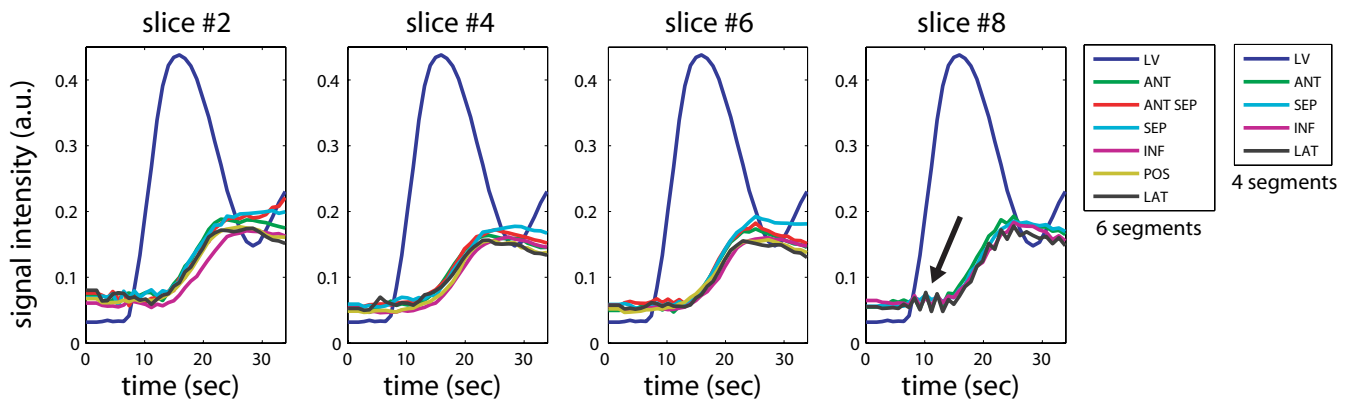 slice #2
slice #4
slice #6
slice #8
signal intensity (a.u.)
0.4
0.3
0.2
0.1
0
0 10 20 30
time (sec)
0.4
0.3
0.2
0.1
0
0 10 20 30
time (sec)
0.4
0.3
0.2
0.1
0
0 10 20 30
time (sec)
0.4
0.3
0.2
0.1
0
0 10 20 30
time (sec)
LV
ANT
ANT SEP
SEP
INF
POS
LAT
6 segments
LV
ANT
SEP
INF
LAT
4 segments